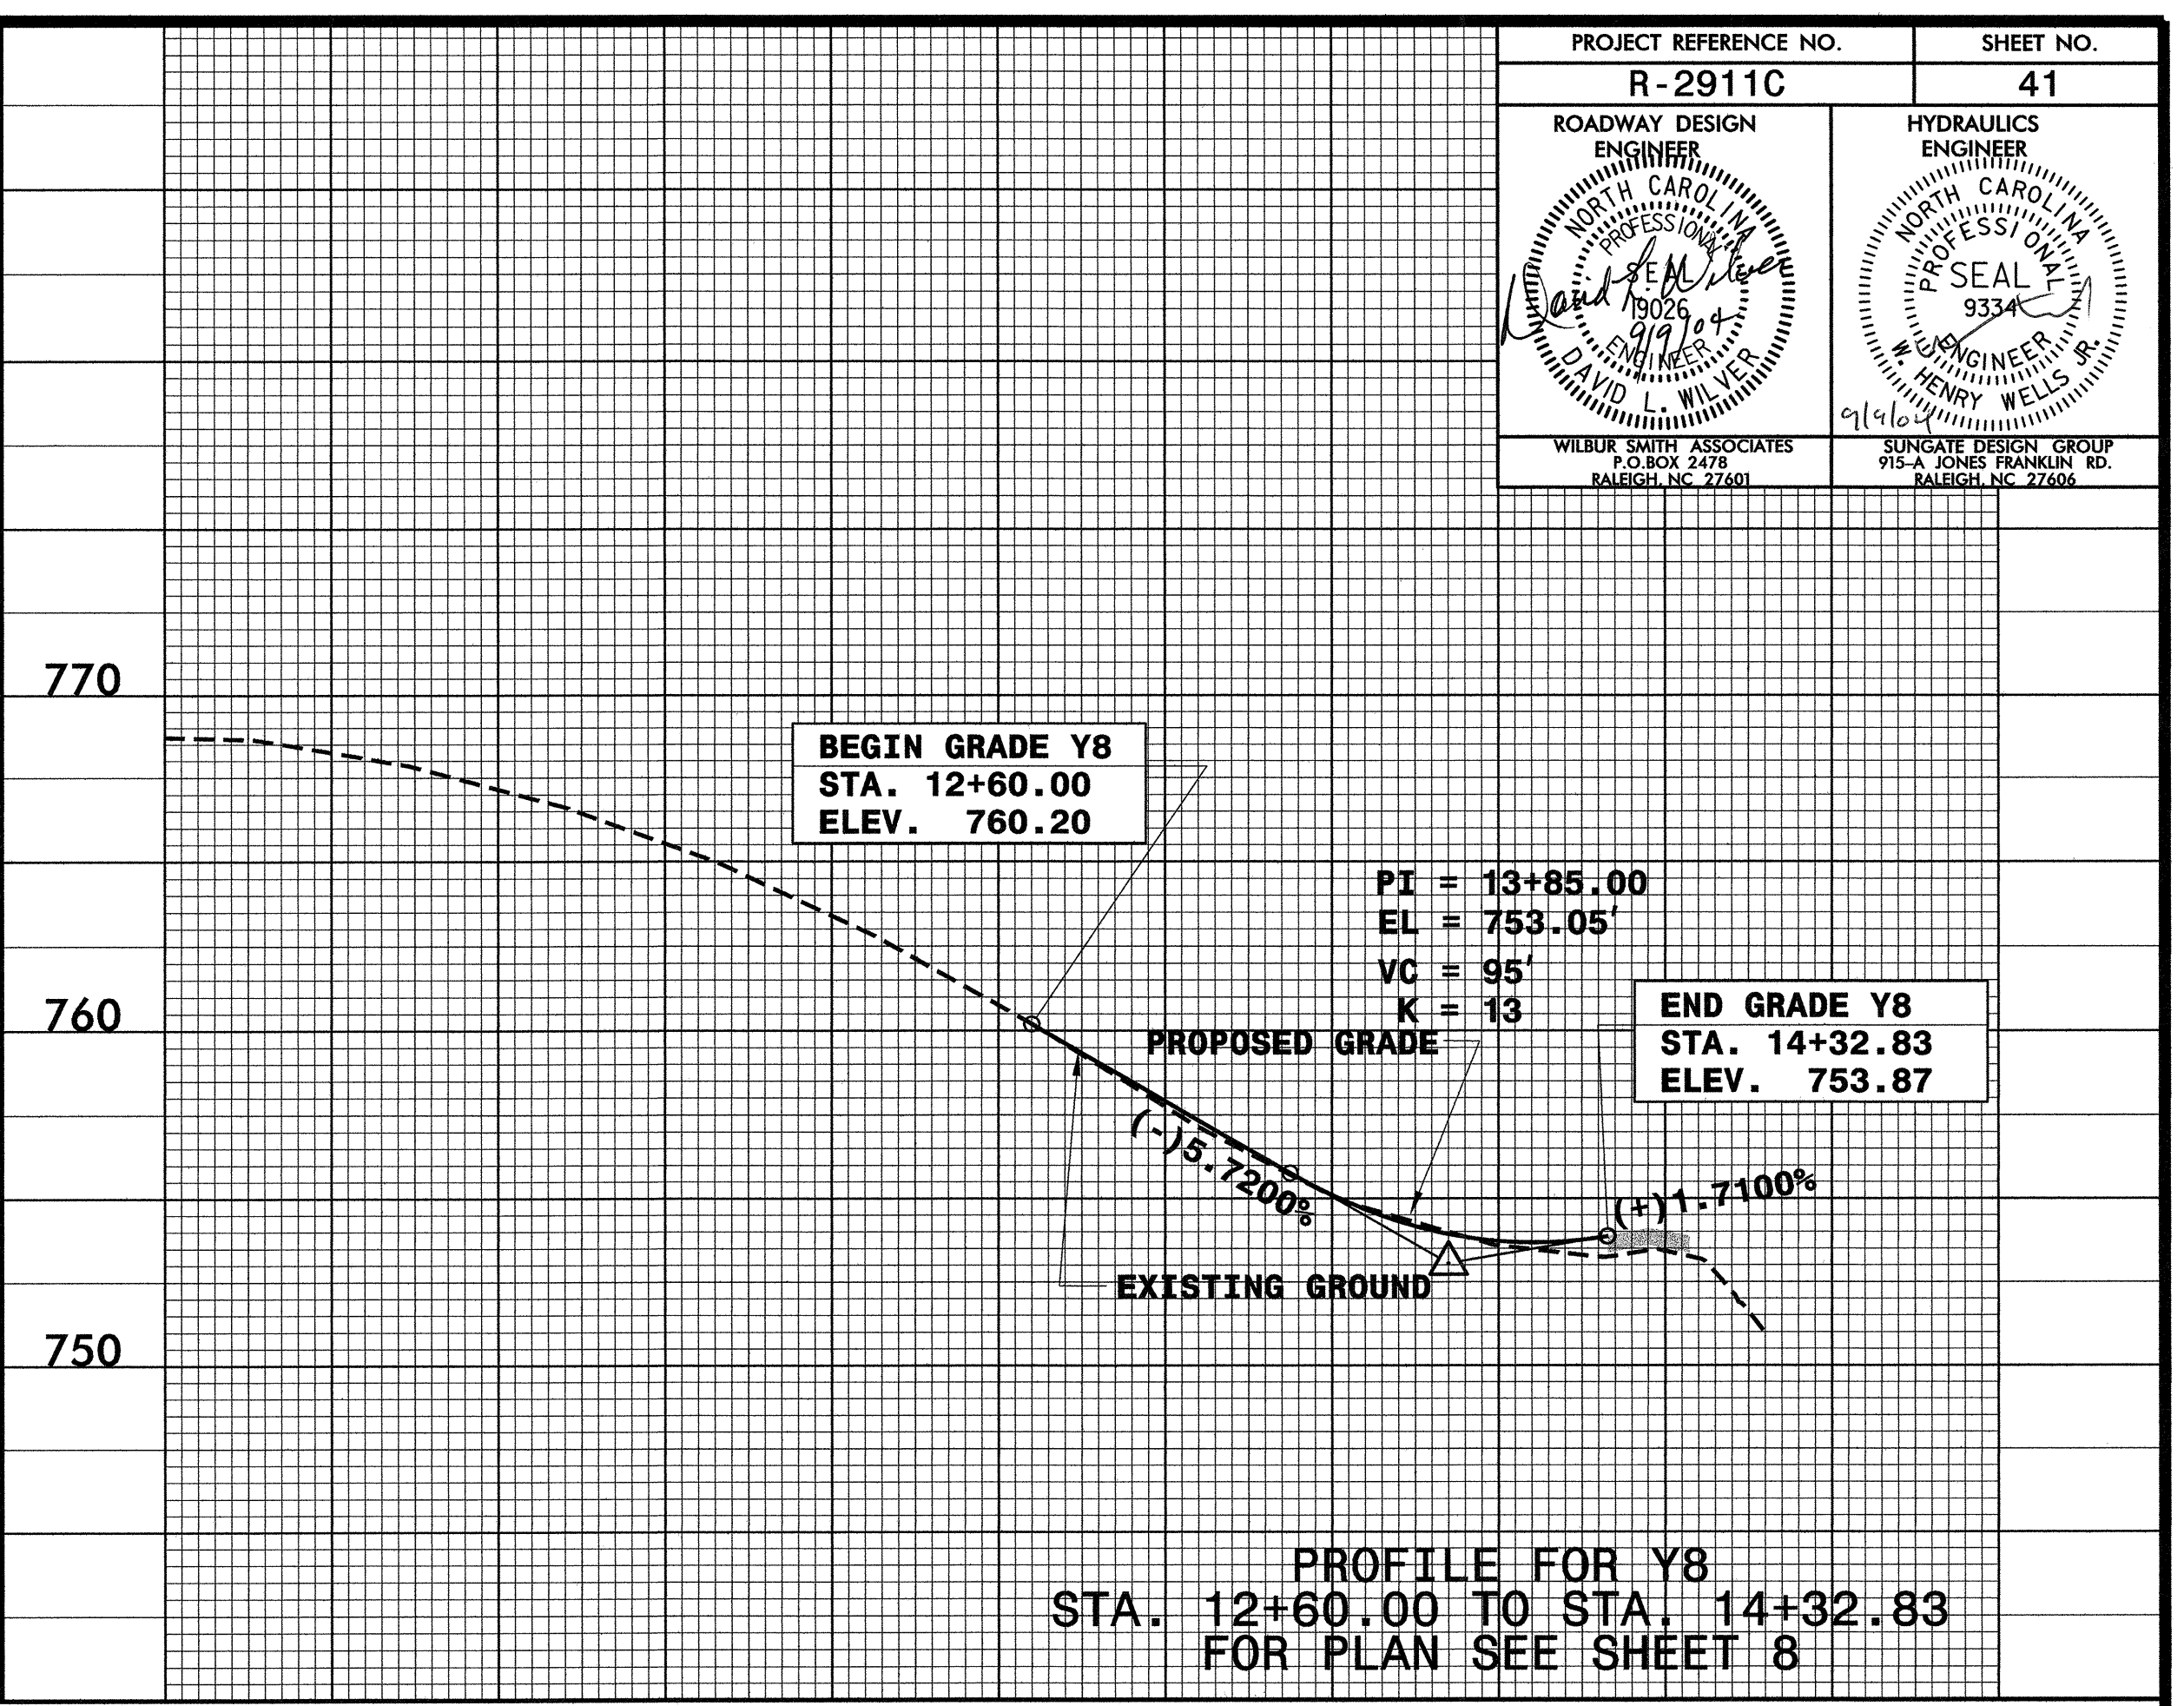 PROJECT REFERENCE NO.
SHEET NO.
R-2911C
41
ROADWAY DESIGN
ENGINEER
HYDRAULICS
ENGINEER
NORTH CAROLINA
PROFESSIONAL
SEAL
19026
ENGINEER
DAVID L. WILVER
David L. Wilver
9/9/04
NORTH CAROLINA
PROFESSIONAL
SEAL
9334
ENGINEER
W. HENRY WELLS JR.
9/9/04
WILBUR SMITH ASSOCIATES
P.O.BOX 2478
RALEIGH, NC 27601
SUNGATE DESIGN GROUP
915-A JONES FRANKLIN RD.
RALEIGH, NC 27606
770
BEGIN GRADE Y8
STA. 12+60.00
ELEV. 760.20
PI = 13+85.00
EL = 753.05'
VC = 95'
K = 13
760
PROPOSED GRADE
END GRADE Y8
STA. 14+32.83
ELEV. 753.87
(-)5.7200%
(+)1.7100%
EXISTING GROUND
750
PROFILE FOR Y8
STA. 12+60.00 TO STA. 14+32.83
FOR PLAN SEE SHEET 8